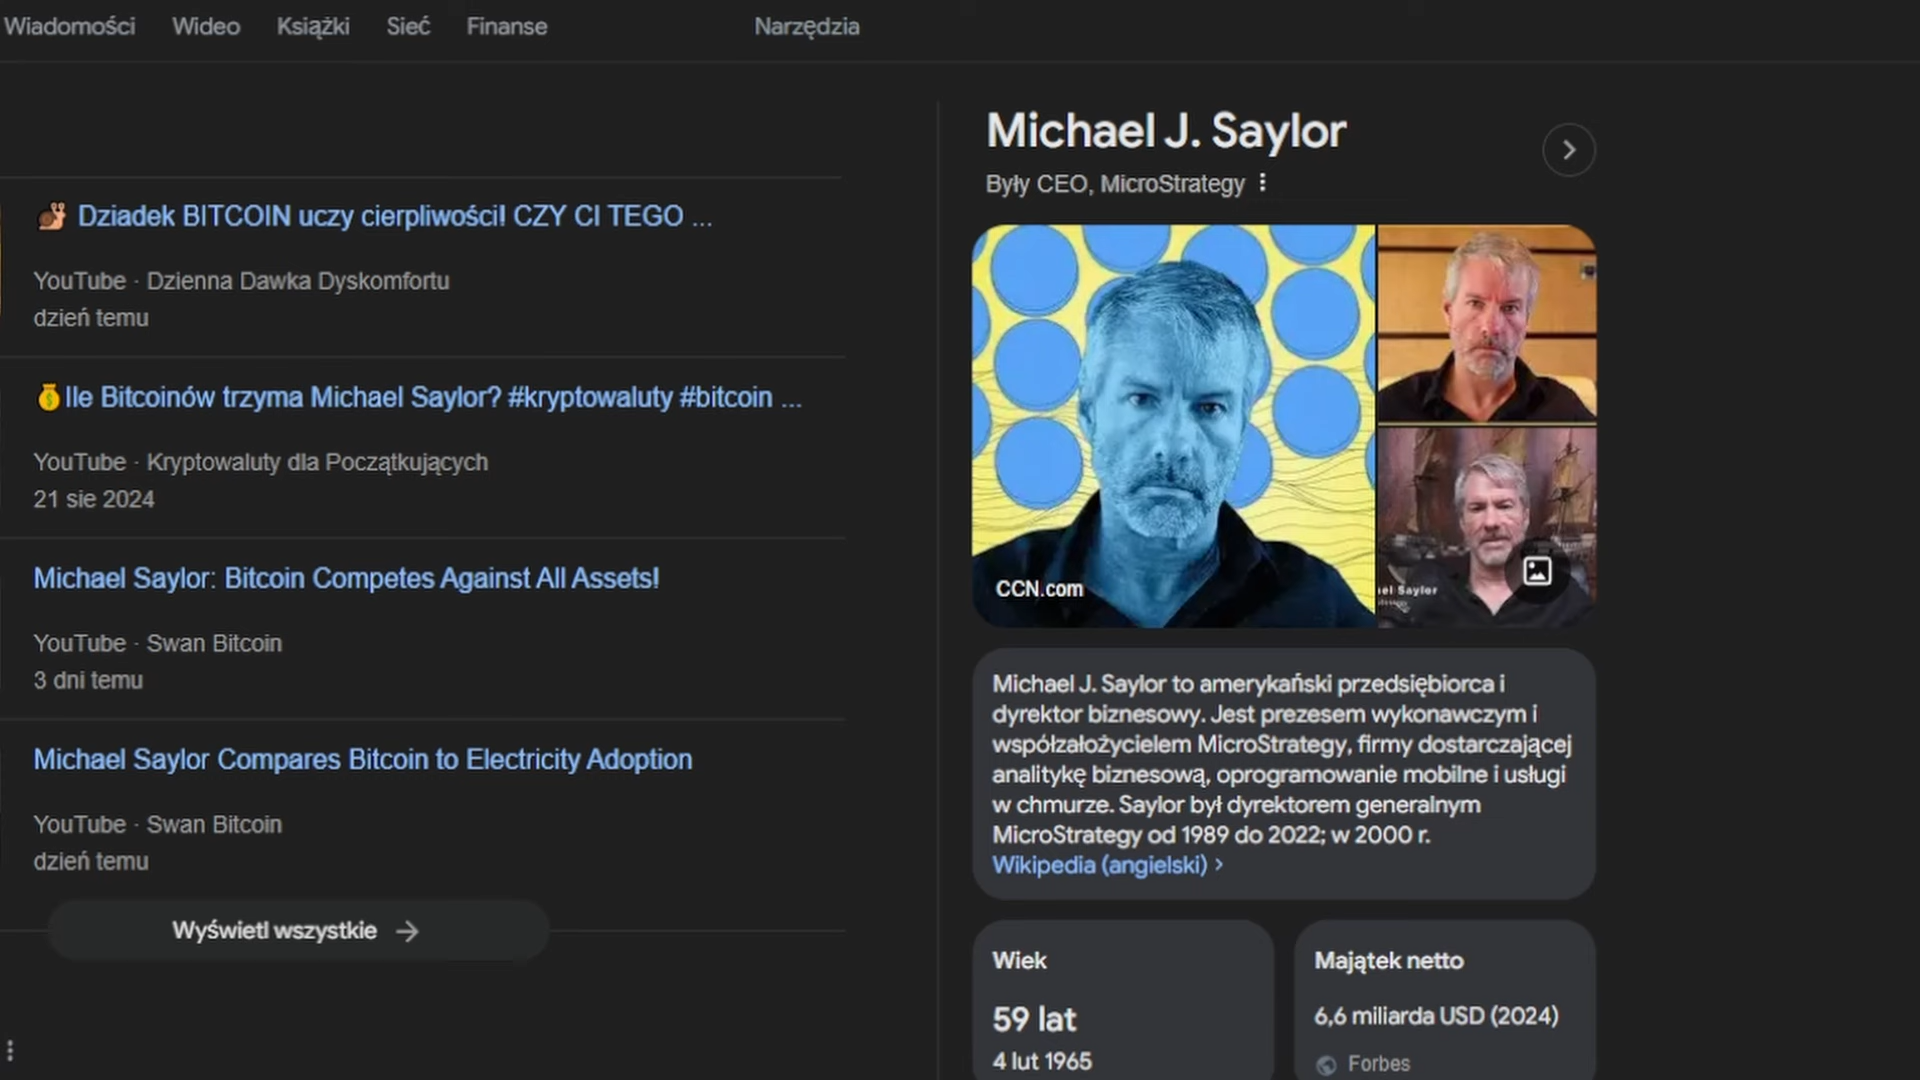 Wiadomości Wideo Książki Sieć Finanse Narzędzia
🐌 Dziadek BITCOIN uczy cierpliwości! CZY CI TEGO ...
YouTube · Dzienna Dawka Dyskomfortu
dzień temu
💰Ile Bitcoinów trzyma Michael Saylor? #kryptowaluty #bitcoin ...
YouTube · Kryptowaluty dla Początkujących
21 sie 2024
Michael Saylor: Bitcoin Competes Against All Assets!
YouTube · Swan Bitcoin
3 dni temu
Michael Saylor Compares Bitcoin to Electricity Adoption
YouTube · Swan Bitcoin
dzień temu
Wyświetl wszystkie →
Michael J. Saylor
Były CEO, MicroStrategy
CCN.com
Saylor
Michael J. Saylor to amerykański przedsiębiorca i
dyrektor biznesowy. Jest prezesem wykonawczym i
współzałożycielem MicroStrategy, firmy dostarczającej
analitykę biznesową, oprogramowanie mobilne i usługi
w chmurze. Saylor był dyrektorem generalnym
MicroStrategy od 1989 do 2022; w 2000 r.
Wikipedia (angielski) ›
Wiek
59 lat
4 lut 1965
Majątek netto
6,6 miliarda USD (2024)
Forbes